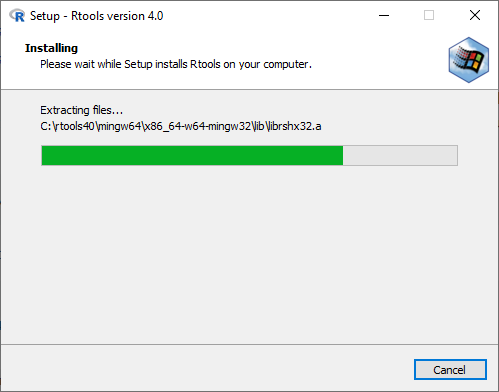 Setup - Rtools version 4.0
Installing
Please wait while Setup installs Rtools on your computer.
Extracting files...
C:\rtools40\mingw64\x86_64-w64-mingw32\lib\librshx32.a
Cancel